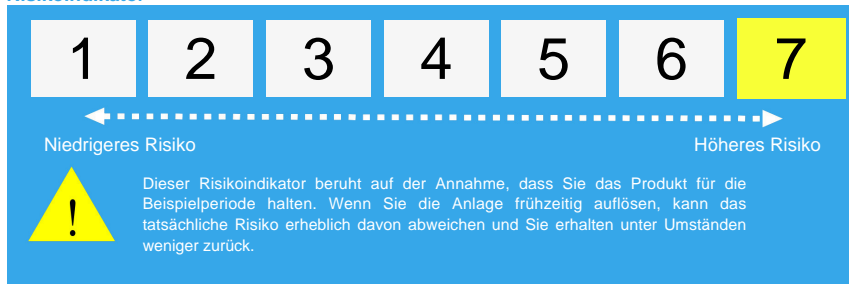 Risikoindikator
1 2 3 4 5 6 7
Niedrigeres Risiko Höheres Risiko
!
Dieser Risikoindikator beruht auf der Annahme, dass Sie das Produkt für die
Beispielperiode halten. Wenn Sie die Anlage frühzeitig auflösen, kann das
tatsächliche Risiko erheblich davon abweichen und Sie erhalten unter Umständen
weniger zurück.